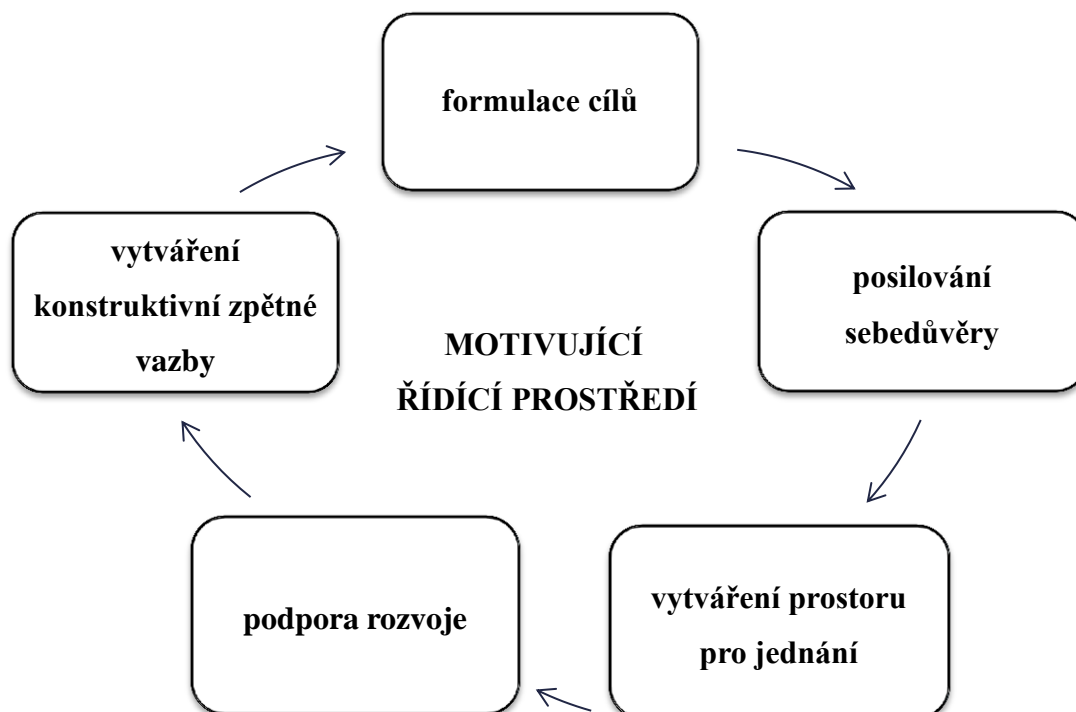 formulace cílů
vytváření
konstruktivní zpětné
vazby
posilování
sebedůvěry
MOTIVUJÍCÍ
ŘÍDÍCÍ PROSTŘEDÍ
podpora rozvoje
vytváření prostoru
pro jednání